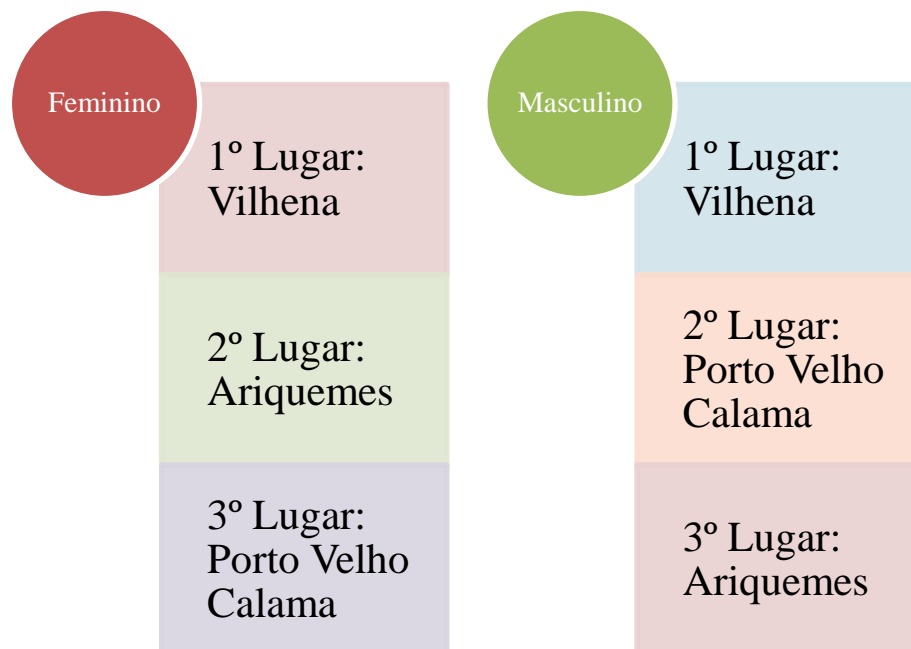 Feminino
1º Lugar:
Vilhena
2º Lugar:
Ariquemes
3º Lugar:
Porto Velho
Calama
Masculino
1º Lugar:
Vilhena
2º Lugar:
Porto Velho
Calama
3º Lugar:
Ariquemes